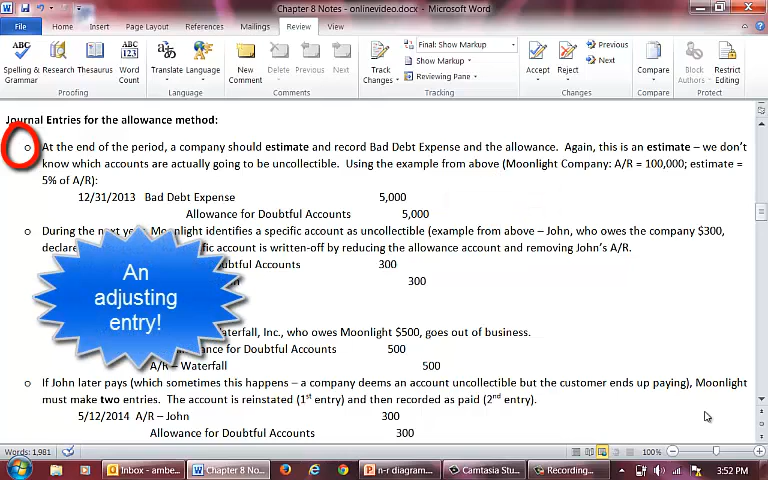 Chapter 8 Notes - onlinevideo.docx - Microsoft Word
File Home Insert Page Layout References Mailings Review View
Spelling & Grammar Research Thesaurus Word Count Translate Language New Comment Delete Previous Next Track Changes Final: Show Markup Show Markup Reviewing Pane Accept Reject Previous Next Compare Block Authors Restrict Editing
Proofing Language Comments Tracking Changes Compare Protect
Journal Entries for the allowance method:
o At the end of the period, a company should estimate and record Bad Debt Expense and the allowance. Again, this is an estimate – we don't
know which accounts are actually going to be uncollectible. Using the example from above (Moonlight Company: A/R = 100,000; estimate =
5% of A/R):
12/31/2013 Bad Debt Expense 5,000
Allowance for Doubtful Accounts 5,000
o During the next year, Moonlight identifies a specific account as uncollectible (example from above – John, who owes the company $300,
declare
account is written-off by reducing the allowance account and removing John's A/R.
Accounts 300
300
An
adjusting
entry!
Inc., who owes Moonlight $500, goes out of business.
for Doubtful Accounts 500
A/R – Waterfall 500
o If John later pays (which sometimes this happens – a company deems an account uncollectible but the customer ends up paying), Moonlight
must make two entries. The account is reinstated (1st entry) and then recorded as paid (2nd entry).
5/12/2014 A/R – John 300
Allowance for Doubtful Accounts 300
Words: 1,981 100%
Inbox - ambe... Chapter 8 No... n-r diagram... Camtasia Stu... Recording... 3:52 PM